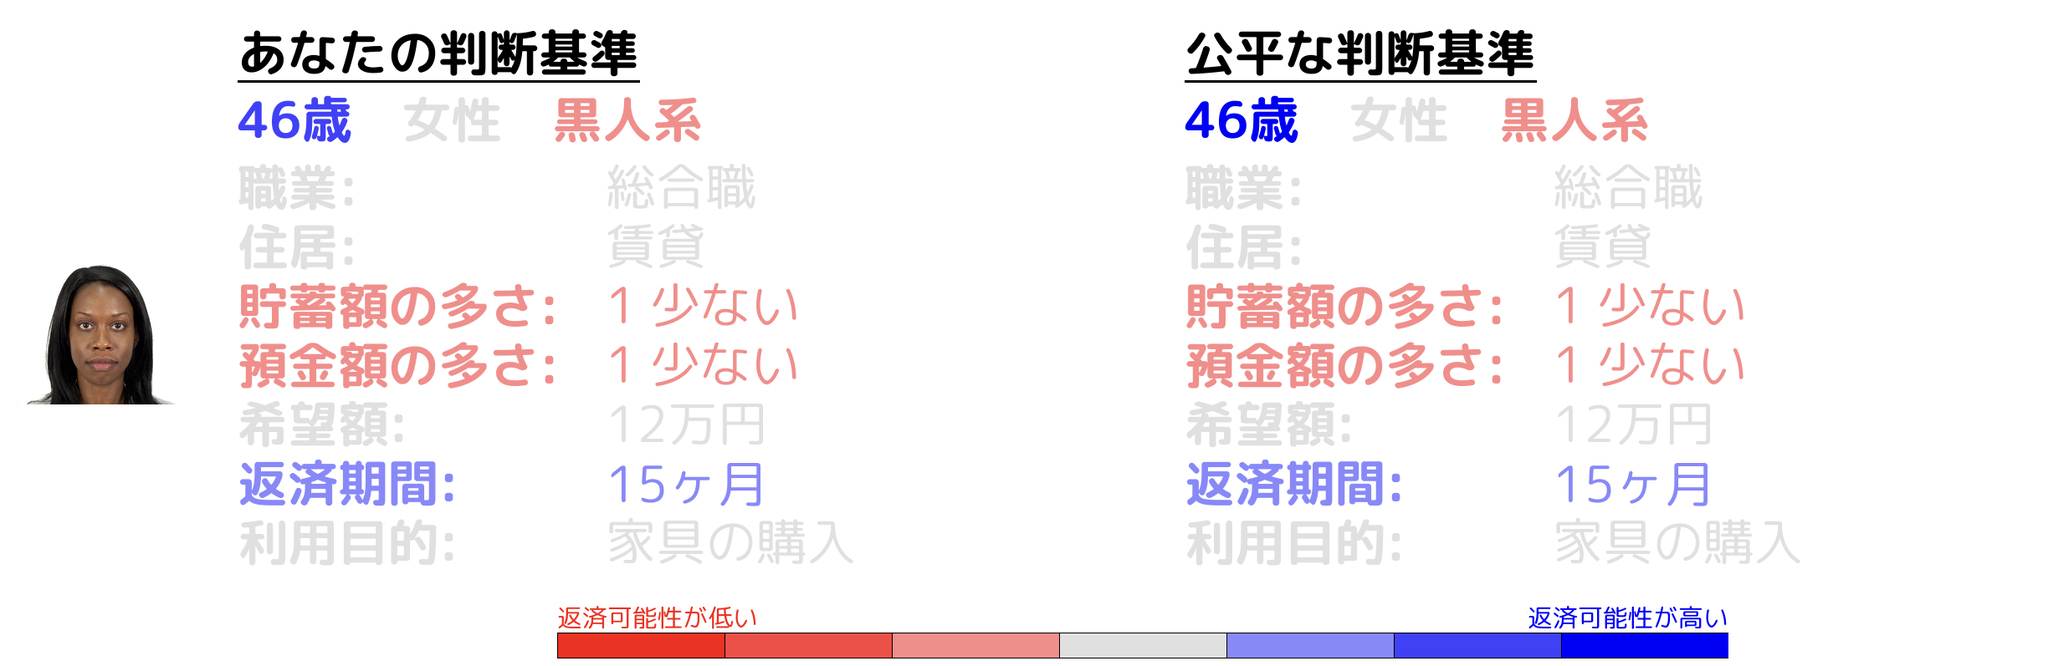 あなたの判断基準
46歳 女性 黒人系
職業: 総合職
住居: 賃貸
貯蓄額の多さ: 1 少ない
預金額の多さ: 1 少ない
希望額: 12万円
返済期間: 15ヶ月
利用目的: 家具の購入
公平な判断基準
46歳 女性 黒人系
職業: 総合職
住居: 賃貸
貯蓄額の多さ: 1 少ない
預金額の多さ: 1 少ない
希望額: 12万円
返済期間: 15ヶ月
利用目的: 家具の購入
返済可能性が低い
返済可能性が高い